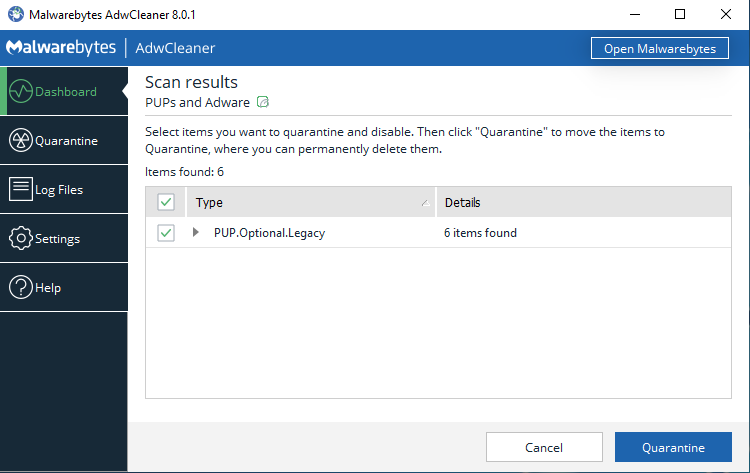 Malwarebytes AdwCleaner 8.0.1
Malwarebytes | AdwCleaner
Open Malwarebytes
Dashboard
Quarantine
Log Files
Settings
Help
Scan results
PUPs and Adware
Select items you want to quarantine and disable. Then click "Quarantine" to move the items to
Quarantine, where you can permanently delete them.
Items found: 6
Type Details
PUP.Optional.Legacy 6 items found
Cancel Quarantine